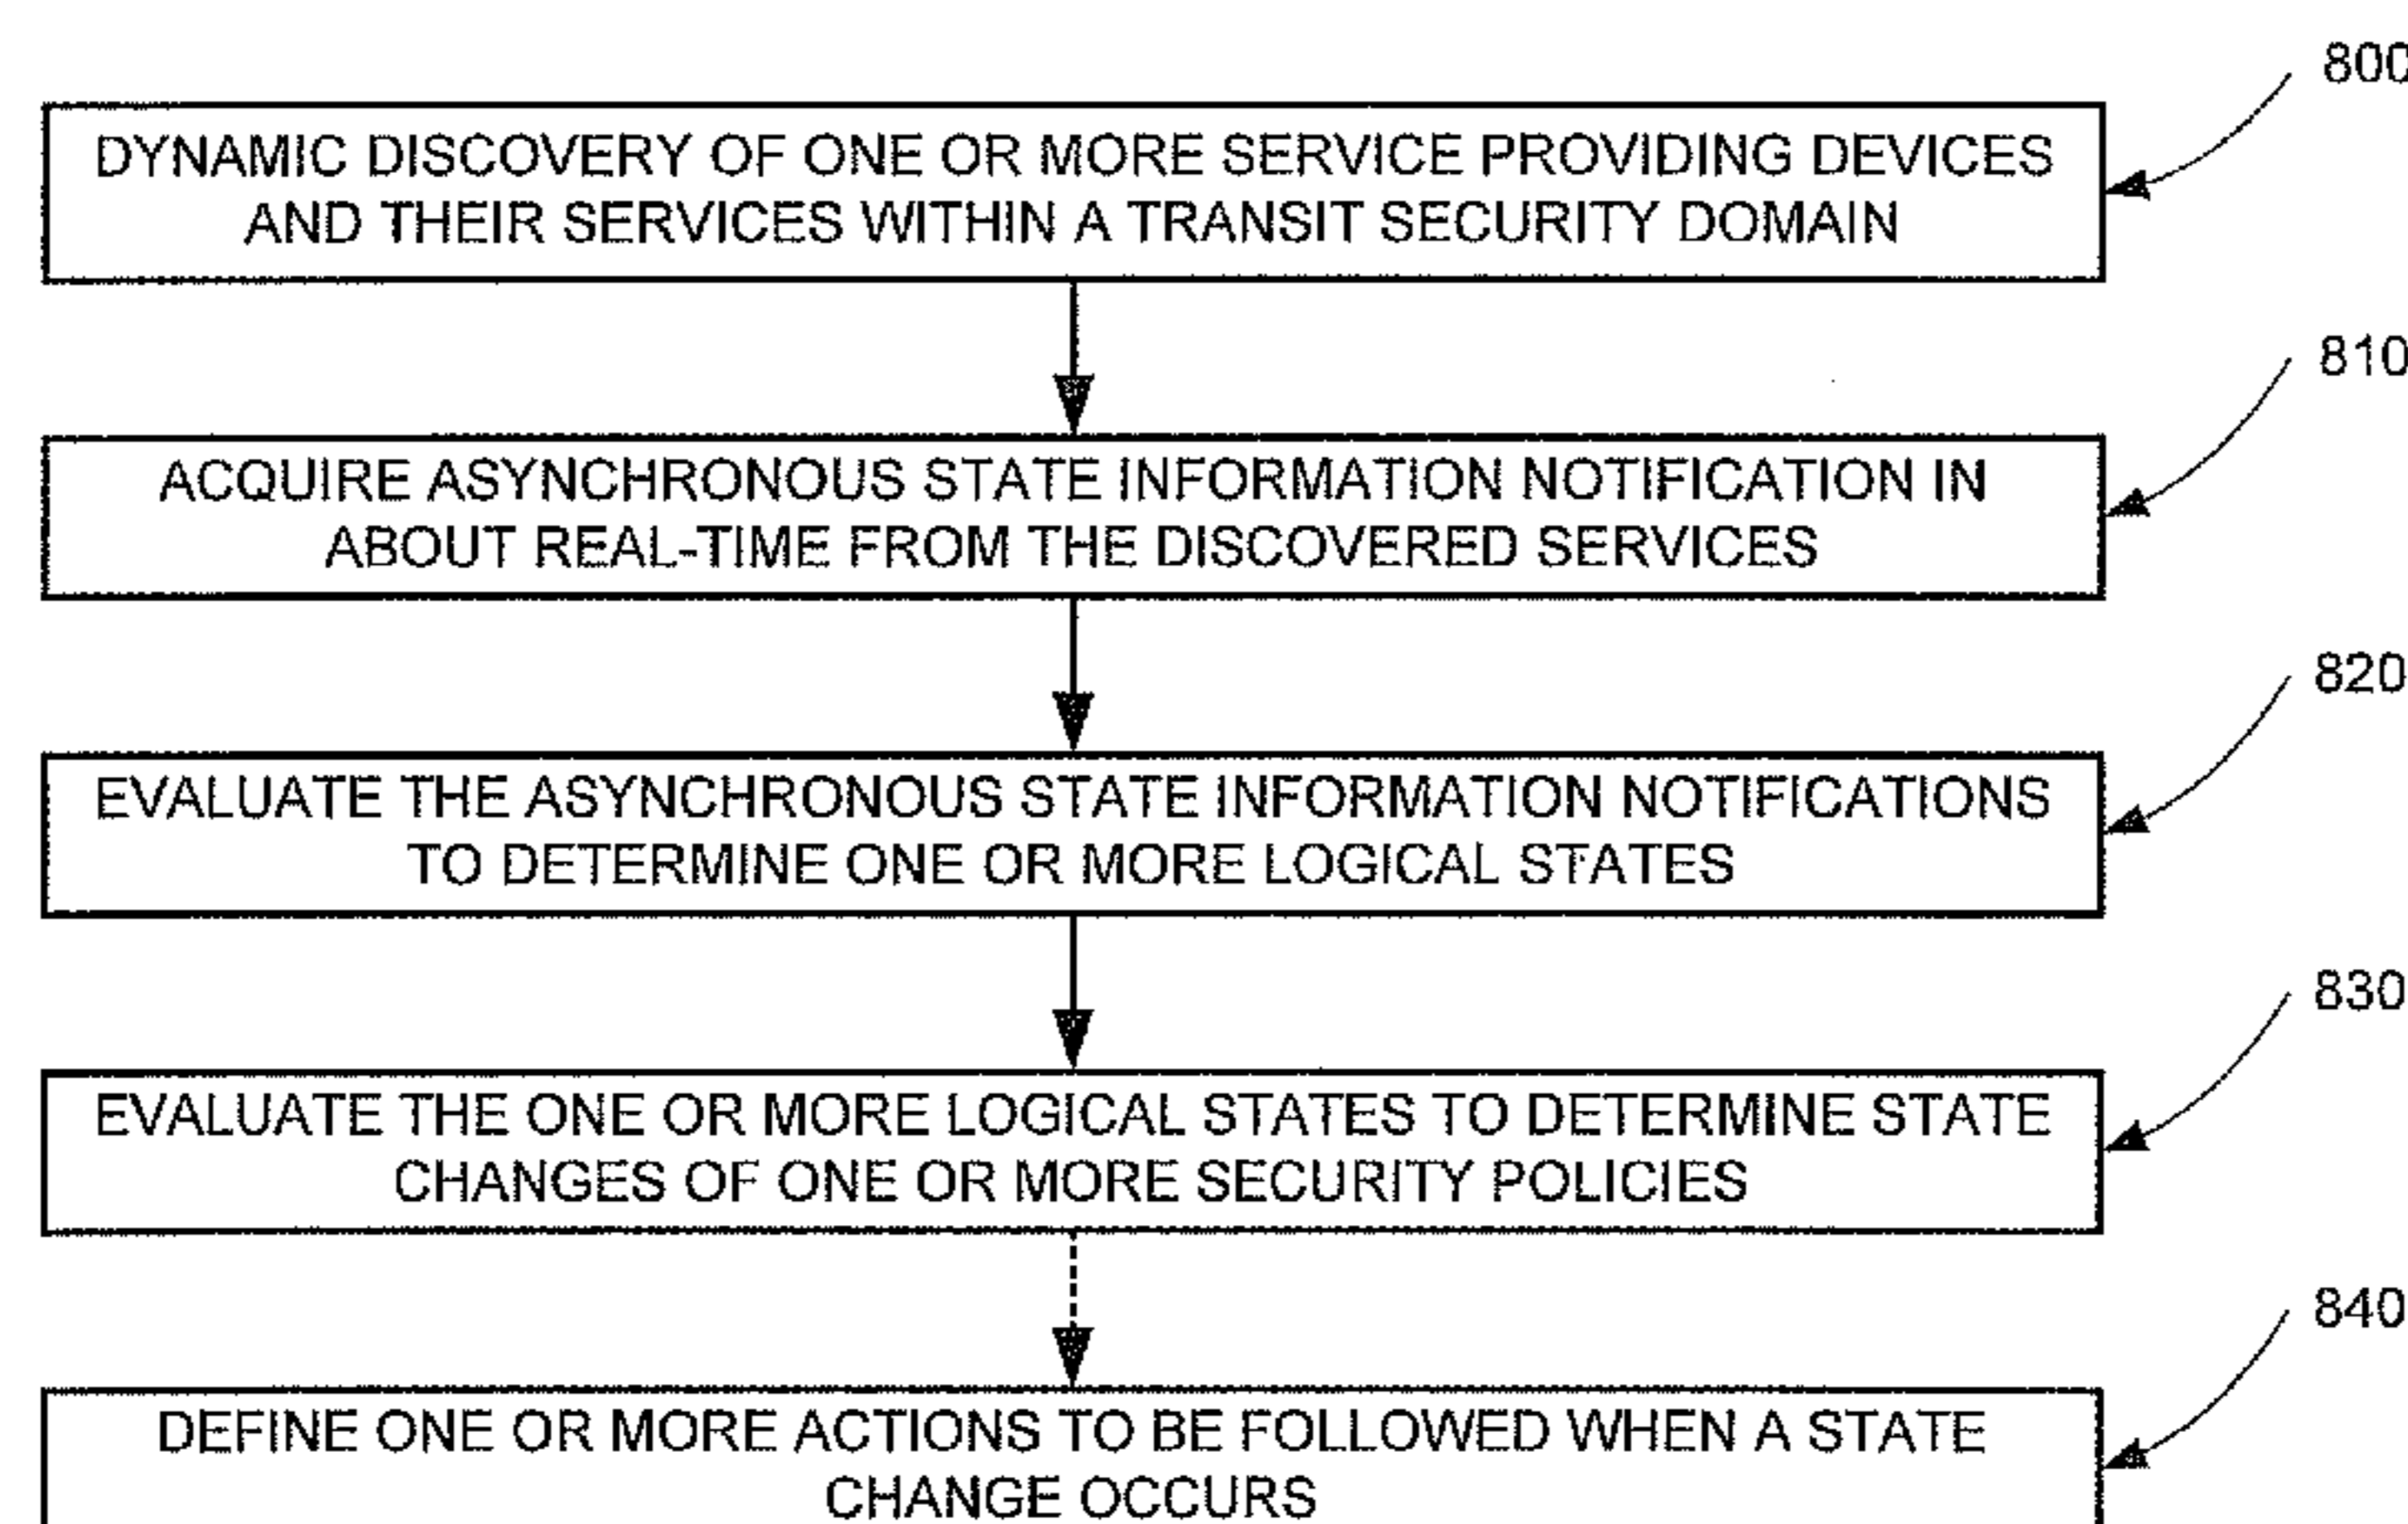 800
DYNAMIC DISCOVERY OF ONE OR MORE SERVICE PROVIDING DEVICES
AND THEIR SERVICES WITHIN A TRANSIT SECURITY DOMAIN
810
ACQUIRE ASYNCHRONOUS STATE INFORMATION NOTIFICATION IN
ABOUT REAL-TIME FROM THE DISCOVERED SERVICES
820
EVALUATE THE ASYNCHRONOUS STATE INFORMATION NOTIFICATIONS
TO DETERMINE ONE OR MORE LOGICAL STATES
830
EVALUATE THE ONE OR MORE LOGICAL STATES TO DETERMINE STATE
CHANGES OF ONE OR MORE SECURITY POLICIES
840
DEFINE ONE OR MORE ACTIONS TO BE FOLLOWED WHEN A STATE
CHANGE OCCURS